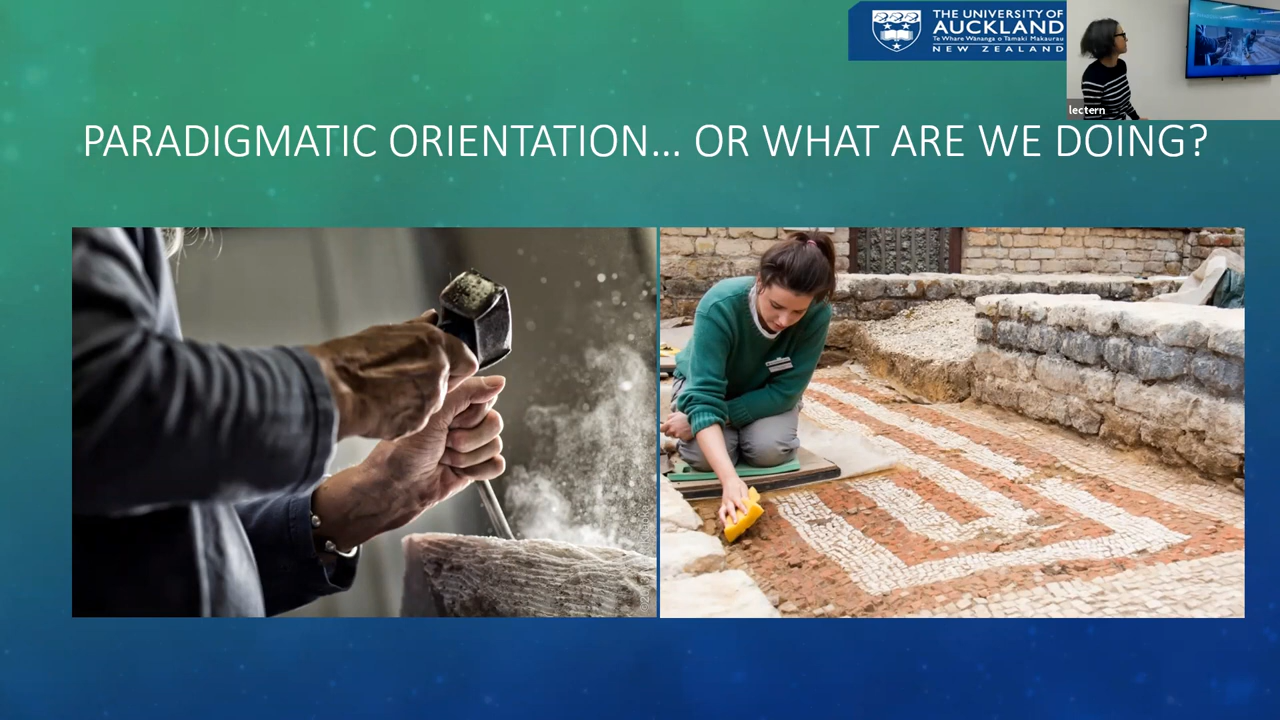 THE UNIVERSITY OF
AUCKLAND
Te Whare Wānanga o Tāmaki Makaurau
NEW ZEALAND
lectern
PARADIGMATIC ORIENTATION... OR WHAT ARE WE DOING?